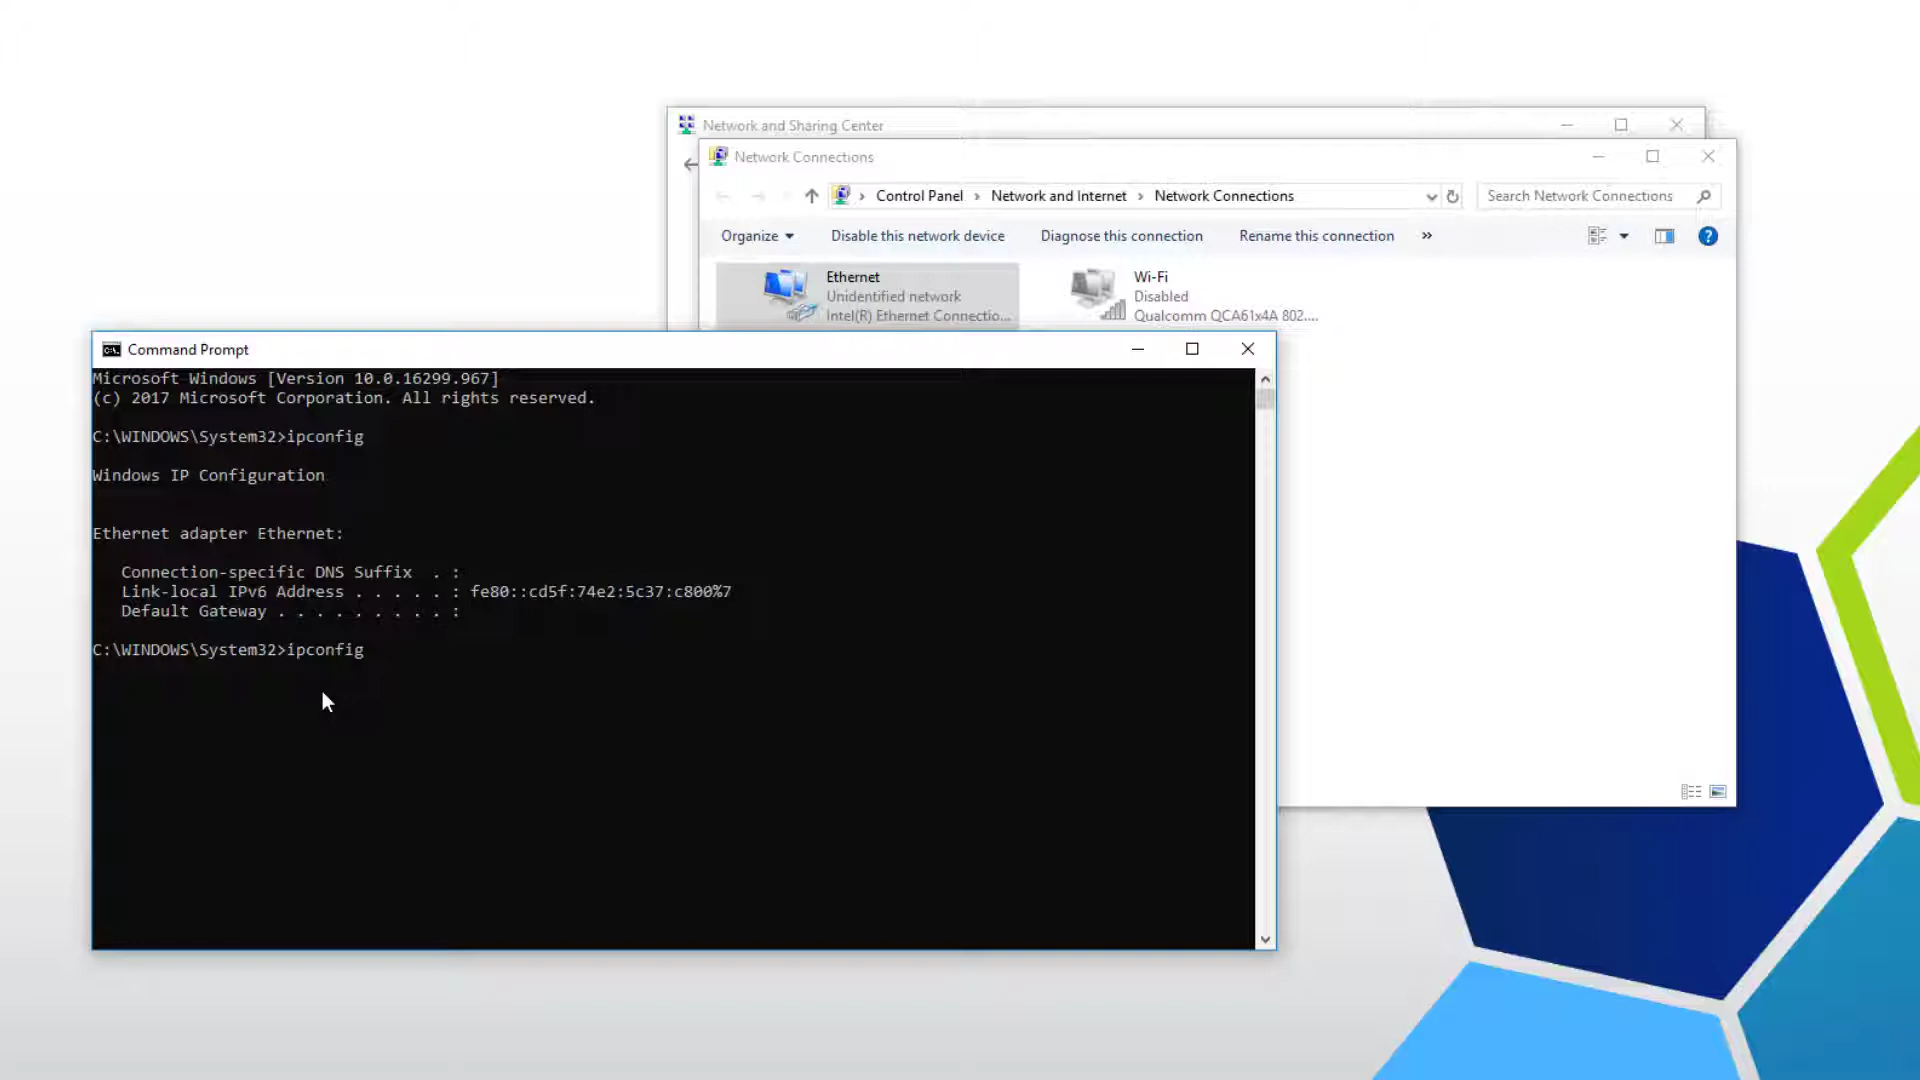 Network and Sharing Center
Network Connections
Control Panel > Network and Internet > Network Connections
Search Network Connections
Organize
Disable this network device
Diagnose this connection
Rename this connection
»
?
Ethernet
Unidentified network
Intel(R) Ethernet Connectio...
Wi-Fi
Disabled
Qualcomm QCA61x4A 802....
Command Prompt
Microsoft Windows [Version 10.0.16299.967]
(c) 2017 Microsoft Corporation. All rights reserved.
C:\WINDOWS\System32>ipconfig
Windows IP Configuration
Ethernet adapter Ethernet:
Connection-specific DNS Suffix  . :
Link-local IPv6 Address . . . . . : fe80::cd5f:74e2:5c37:c800%7
Default Gateway . . . . . . . . . :
C:\WINDOWS\System32>ipconfig